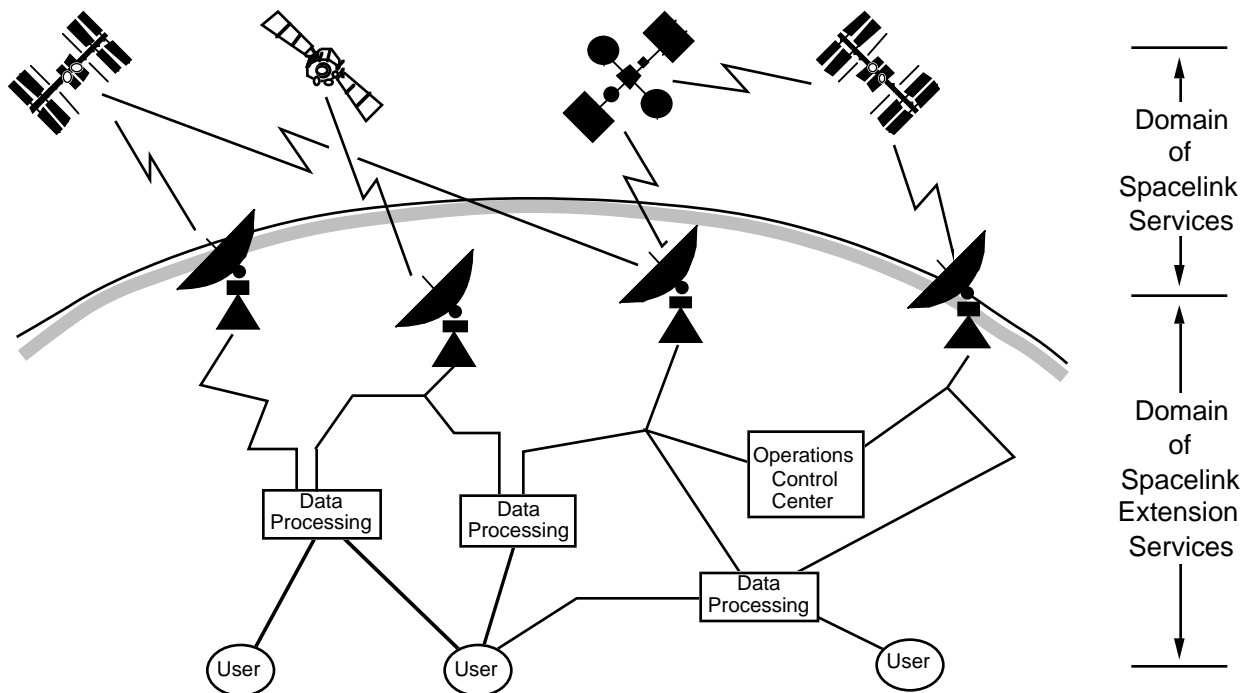 Domain
of
Spacelink
Services
Domain
of
Spacelink
Extension
Services
Operations
Control
Center
Data
Processing
Data
Processing
Data
Processing
User
User
User